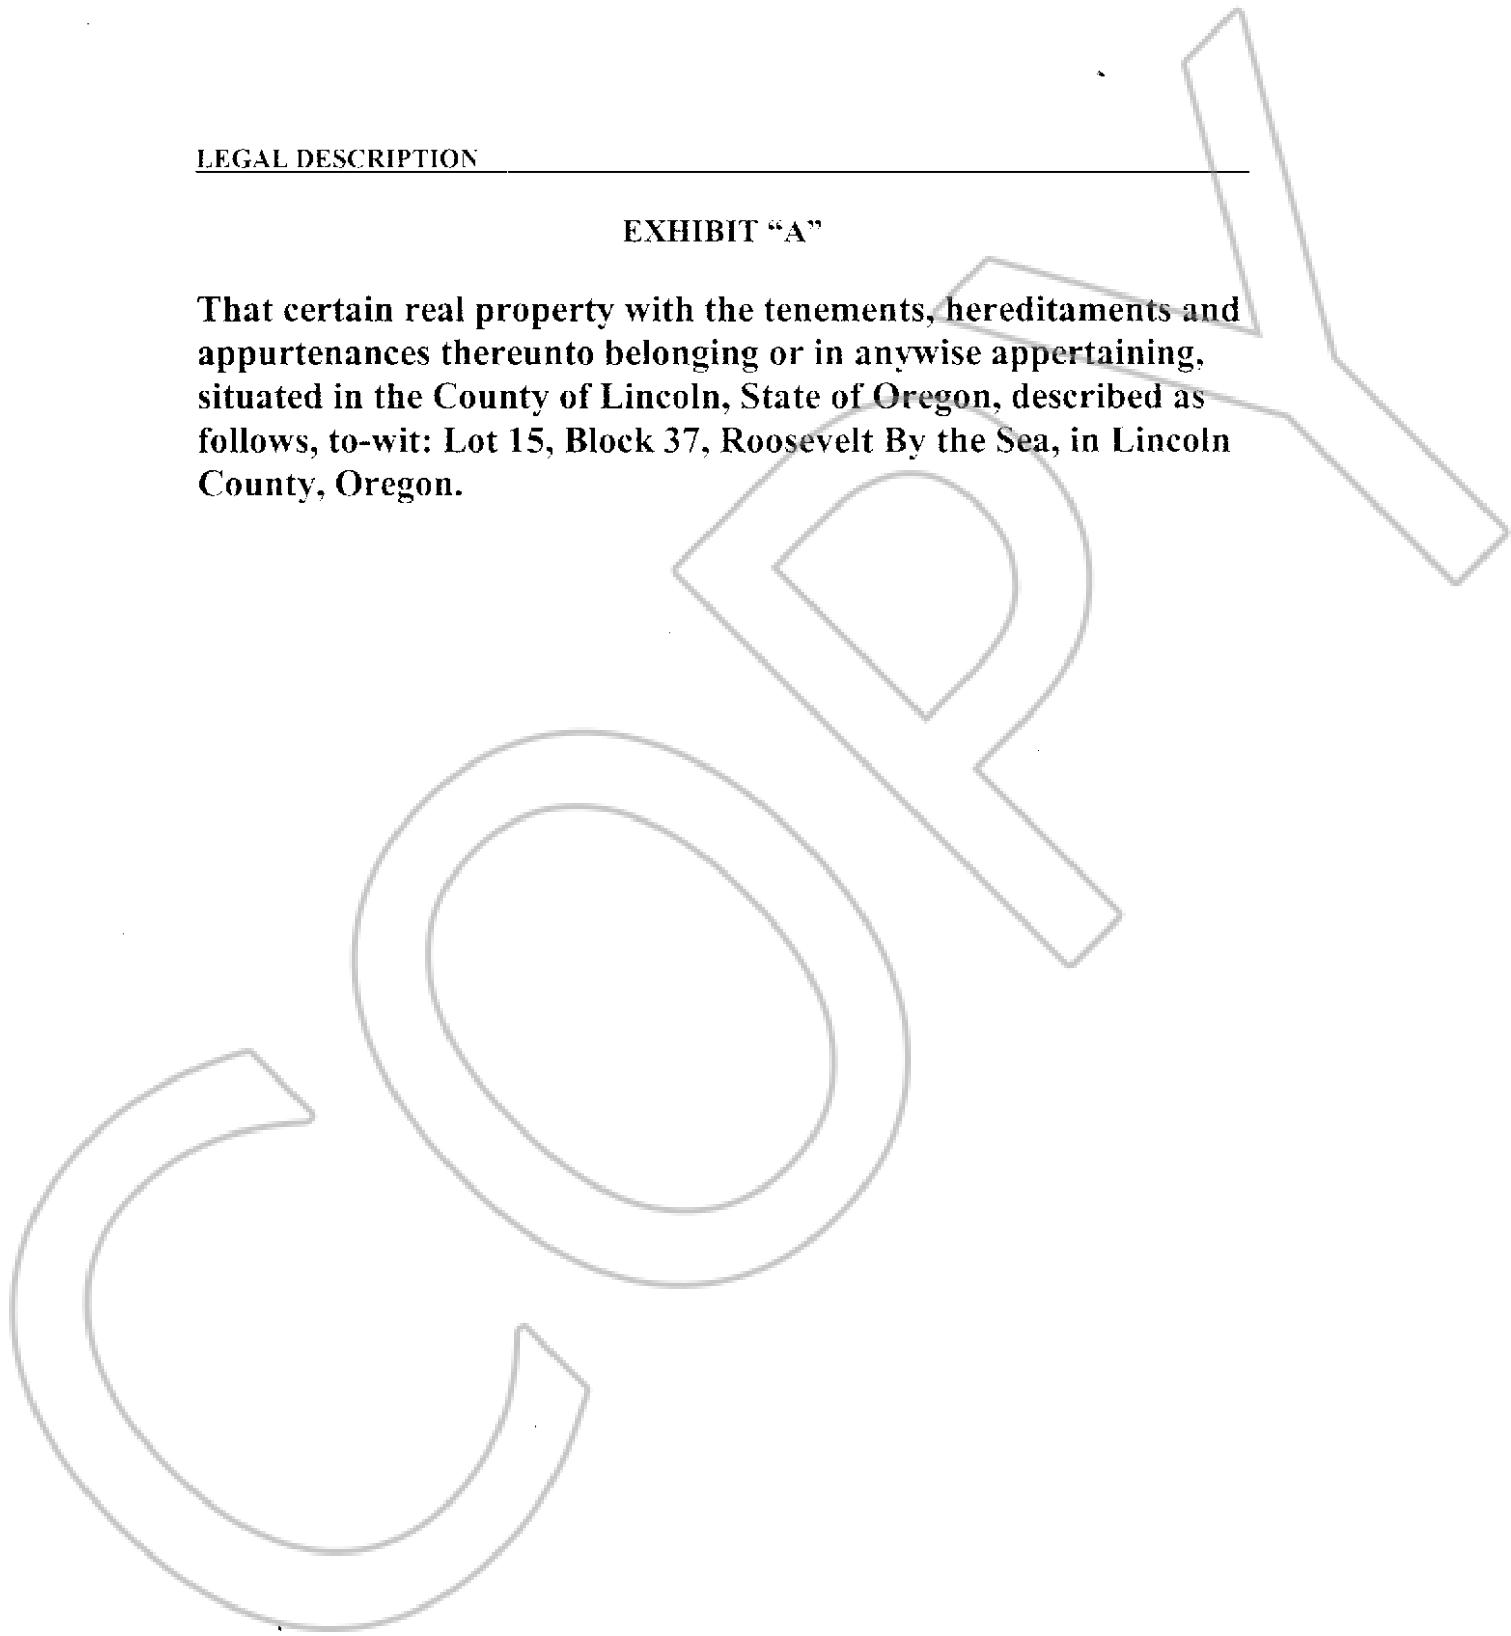 LEGAL DESCRIPTION
EXHIBIT “A”
That certain real property with the tenements, hereditaments and
appurtenances thereunto belonging or in anywise appertaining,
situated in the County of Lincoln, State of Oregon, described as
follows, to-wit: Lot 15, Block 37, Roosevelt By the Sea, in Lincoln
County, Oregon.
COPY